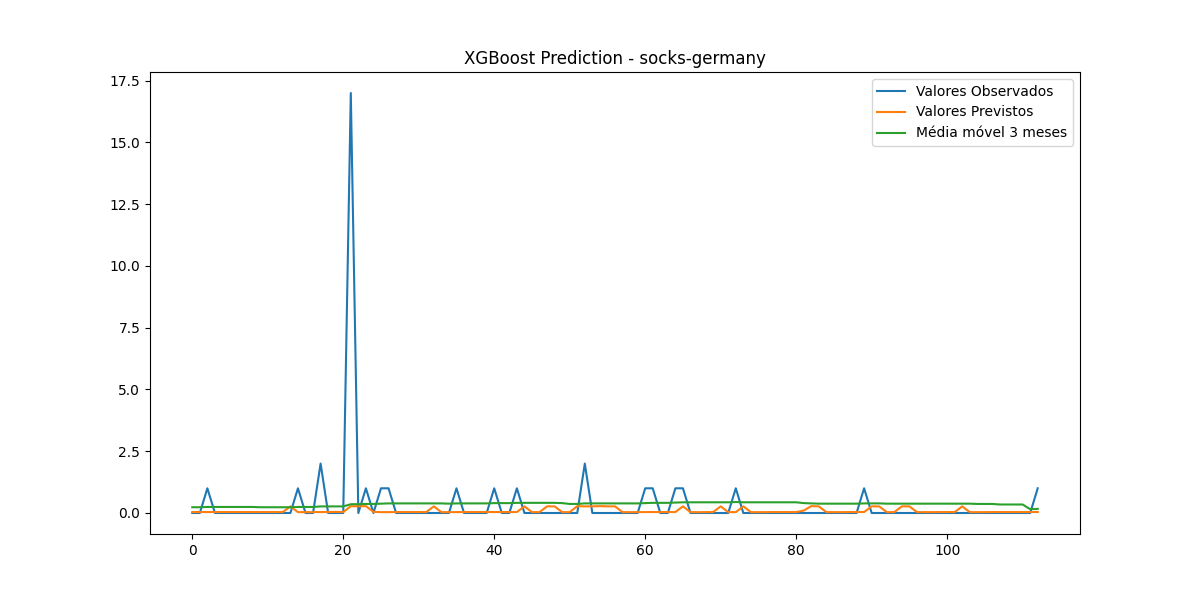 XGBoost Prediction - socks-germany
17.5
15.0
12.5
10.0
7.5
5.0
2.5
0.0
Valores Observados
Valores Previstos
Média móvel 3 meses
0 20 40 60 80 100